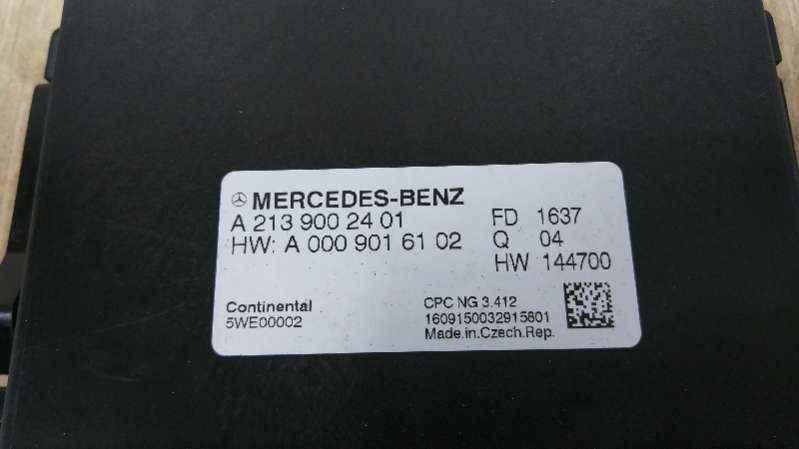 MERCEDES-BENZ
A 213 900 24 01 FD 1637
HW: A 000 901 61 02 Q 04
HW 144700
Continental CPC NG 3.412
5WE00002 1609150032915801
Made.in.Czech.Rep.